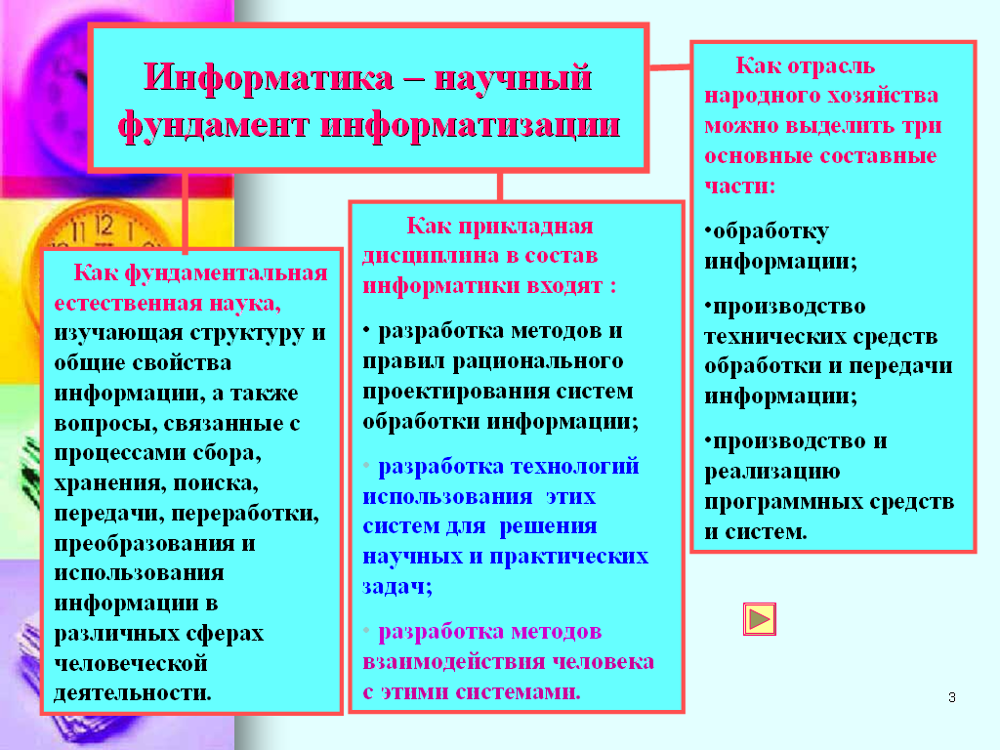 Информатика – научный
фундамент информатизации
Как фундаментальная
естественная наука,
изучающая структуру и
общие свойства
информации, а также
вопросы, связанные с
процессами сбора,
хранения, поиска,
передачи, переработки,
преобразования и
использования
информации в
различных сферах
человеческой
деятельности.
Как прикладная
дисциплина в состав
информатики входят :
• разработка методов и
правил рационального
проектирования систем
обработки информации;
• разработка технологий
использования этих
систем для решения
научных и практических
задач;
• разработка методов
взаимодействия человека
с этими системами.
Как отрасль
народного хозяйства
можно выделить три
основные составные
части:
•обработку
информации;
•производство
технических средств
обработки и передачи
информации;
•производство и
реализацию
программных средств
и систем.
11 12 1
3